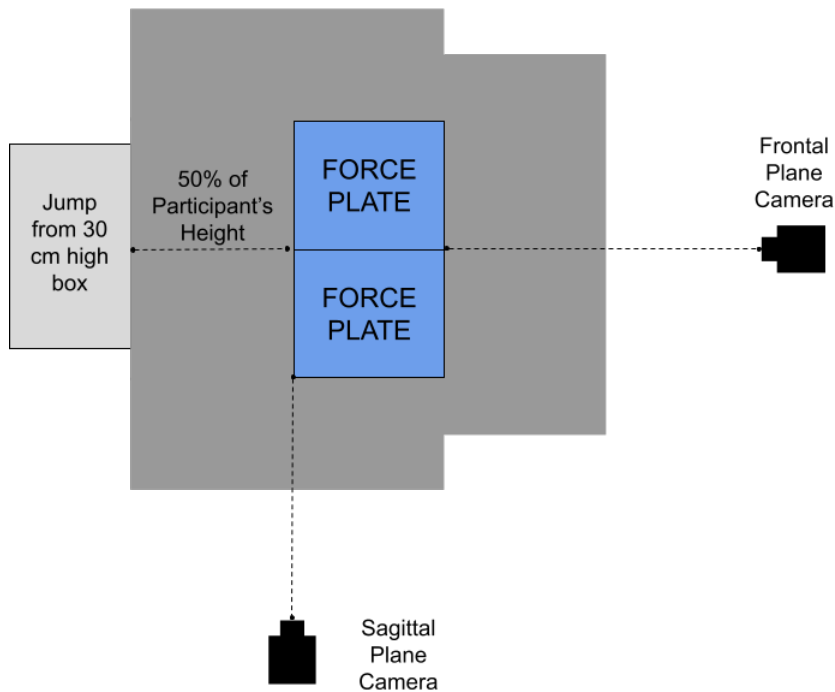 Jump
from 30
cm high
box
50% of
Participant's
Height
FORCE
PLATE
FORCE
PLATE
Frontal
Plane
Camera
Sagittal
Plane
Camera